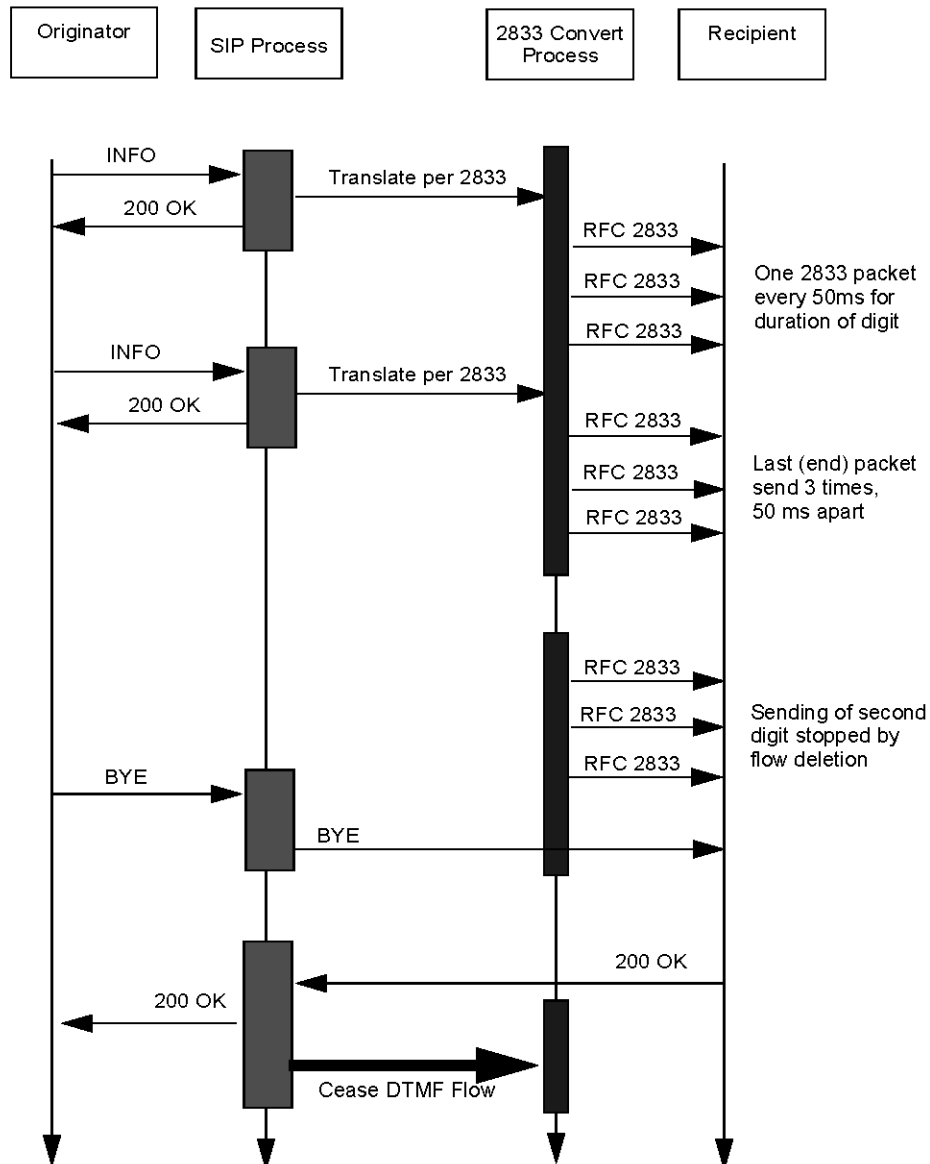 Originator
SIP Process
2833 Convert
Process
Recipient
INFO
Translate per 2833
200 OK
RFC 2833
RFC 2833
One 2833 packet
every 50ms for
duration of digit
RFC 2833
INFO
Translate per 2833
200 OK
RFC 2833
RFC 2833
Last (end) packet
send 3 times,
50 ms apart
RFC 2833
RFC 2833
RFC 2833
Sending of second
digit stopped by
flow deletion
RFC 2833
BYE
BYE
200 OK
200 OK
Cease DTMF Flow